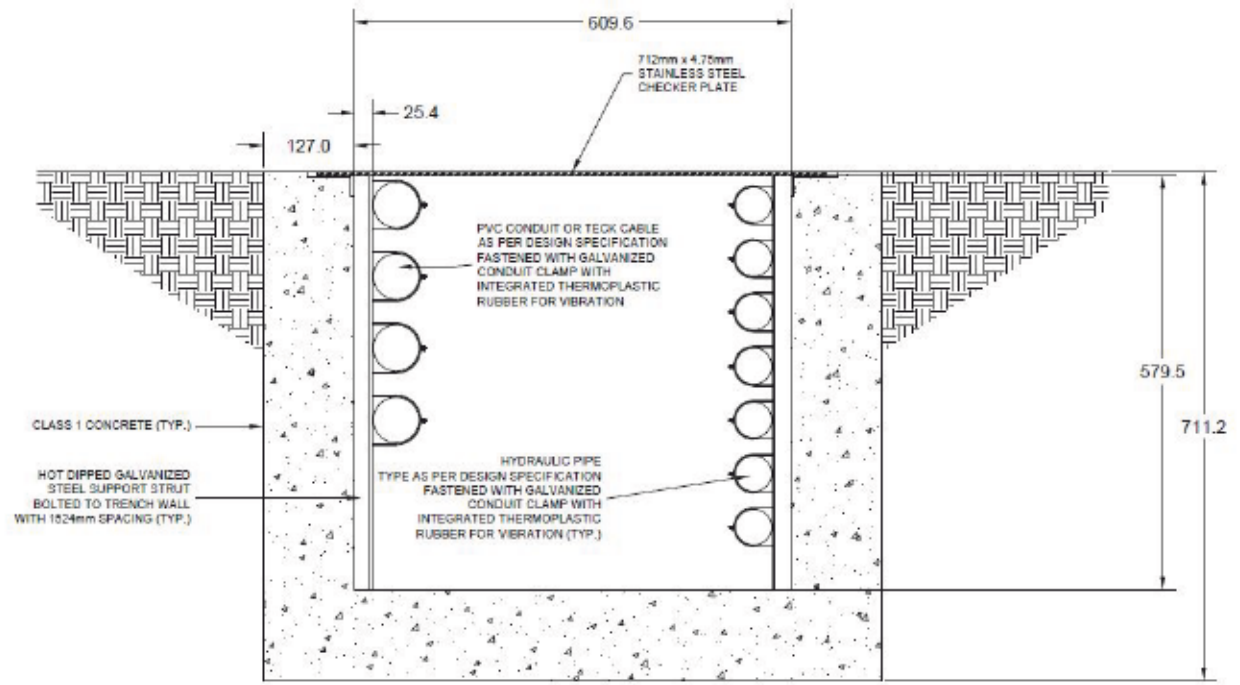 609.6
712mm x 4.75mm
STAINLESS STEEL
CHECKER PLATE
25.4
127.0
PVC CONDUIT OR TECK CABLE
AS PER DESIGN SPECIFICATION
FASTENED WITH GALVANIZED
CONDUIT CLAMP WITH
INTEGRATED THERMOPLASTIC
RUBBER FOR VIBRATION
579.5
711.2
CLASS 1 CONCRETE (TYP.)
HOT DIPPED GALVANIZED
STEEL SUPPORT STRUT
BOLTED TO TRENCH WALL
WITH 1524mm SPACING (TYP.)
HYDRAULIC PIPE
TYPE AS PER DESIGN SPECIFICATION
FASTENED WITH GALVANIZED
CONDUIT CLAMP WITH
INTEGRATED THERMOPLASTIC
RUBBER FOR VIBRATION (TYP.)